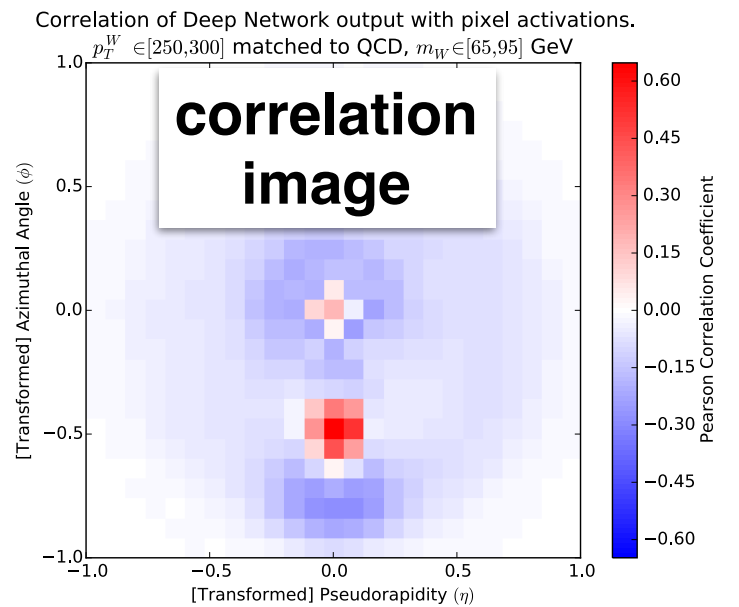 Correlation of Deep Network output with pixel activations.
$p_T^W$ ∈[250,300] matched to QCD, $m_W$∈[65,95] GeV
correlation
image
1.0
0.5
0.0
−0.5
−1.0
[Transformed] Azimuthal Angle (ϕ)
−1.0
−0.5
0.0
0.5
1.0
[Transformed] Pseudorapidity (η)
0.60
0.45
0.30
0.15
0.00
−0.15
−0.30
−0.45
−0.60
Pearson Correlation Coefficient